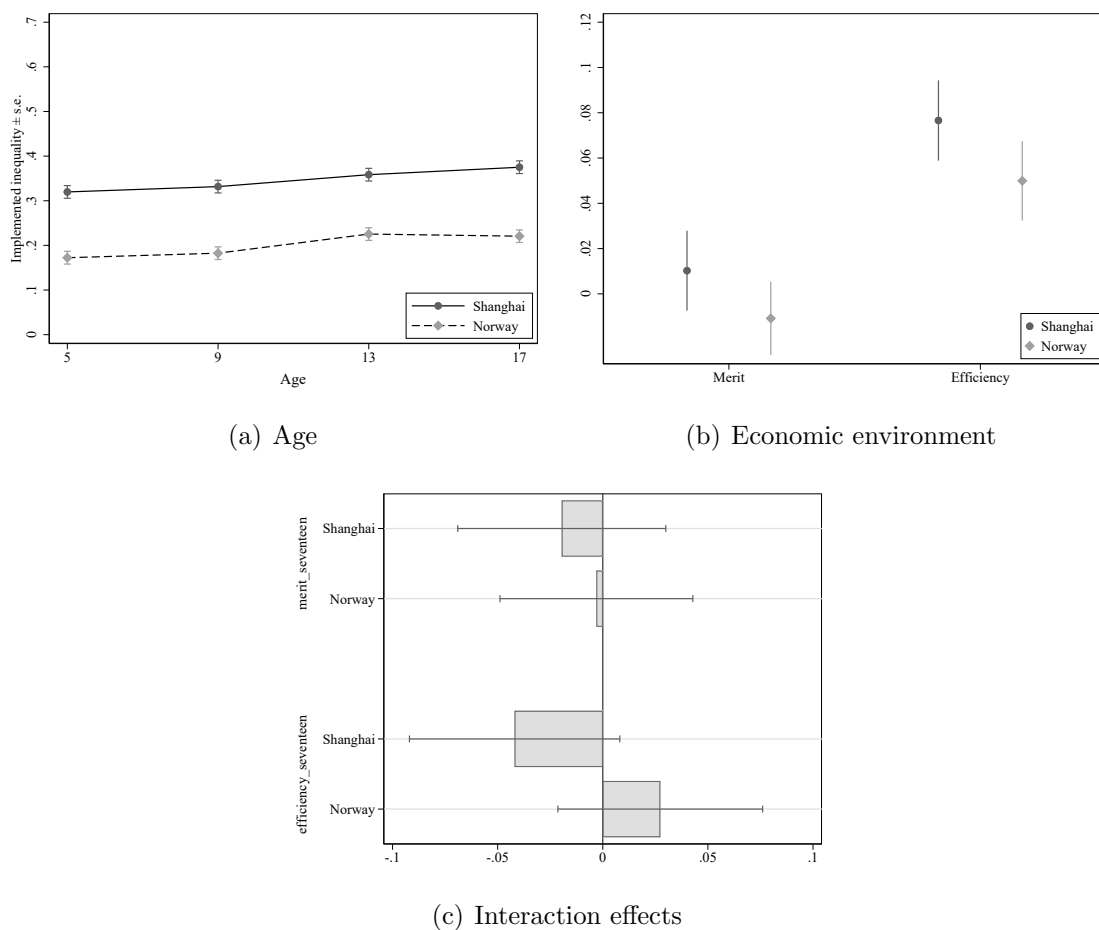 Implemented inequality ± s.e.
.7
.6
.5
.4
.3
.2
.1
0
5 9 13 17
Age
Shanghai
Norway
(a) Age
.12
.1
.08
.06
.04
.02
0
Merit Efficiency
Shanghai
Norway
(b) Economic environment
merit_seventeen
Shanghai
Norway
efficiency_seventeen
Shanghai
Norway
-.1 -.05 0 .05 .1
(c) Interaction effects